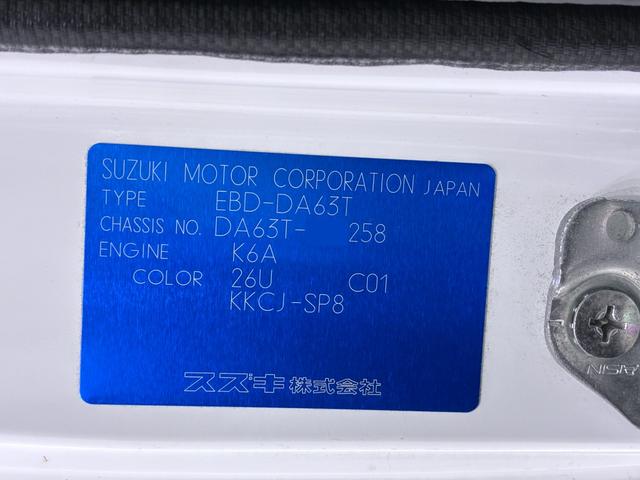 SUZUKI MOTOR CORPORATION JAPAN
TYPE EBD-DA63T
CHASSIS NO. DA63T- 258
ENGINE K6A
COLOR 26U C01
KKCJ-SP8
スズキ株式会社
AISIN